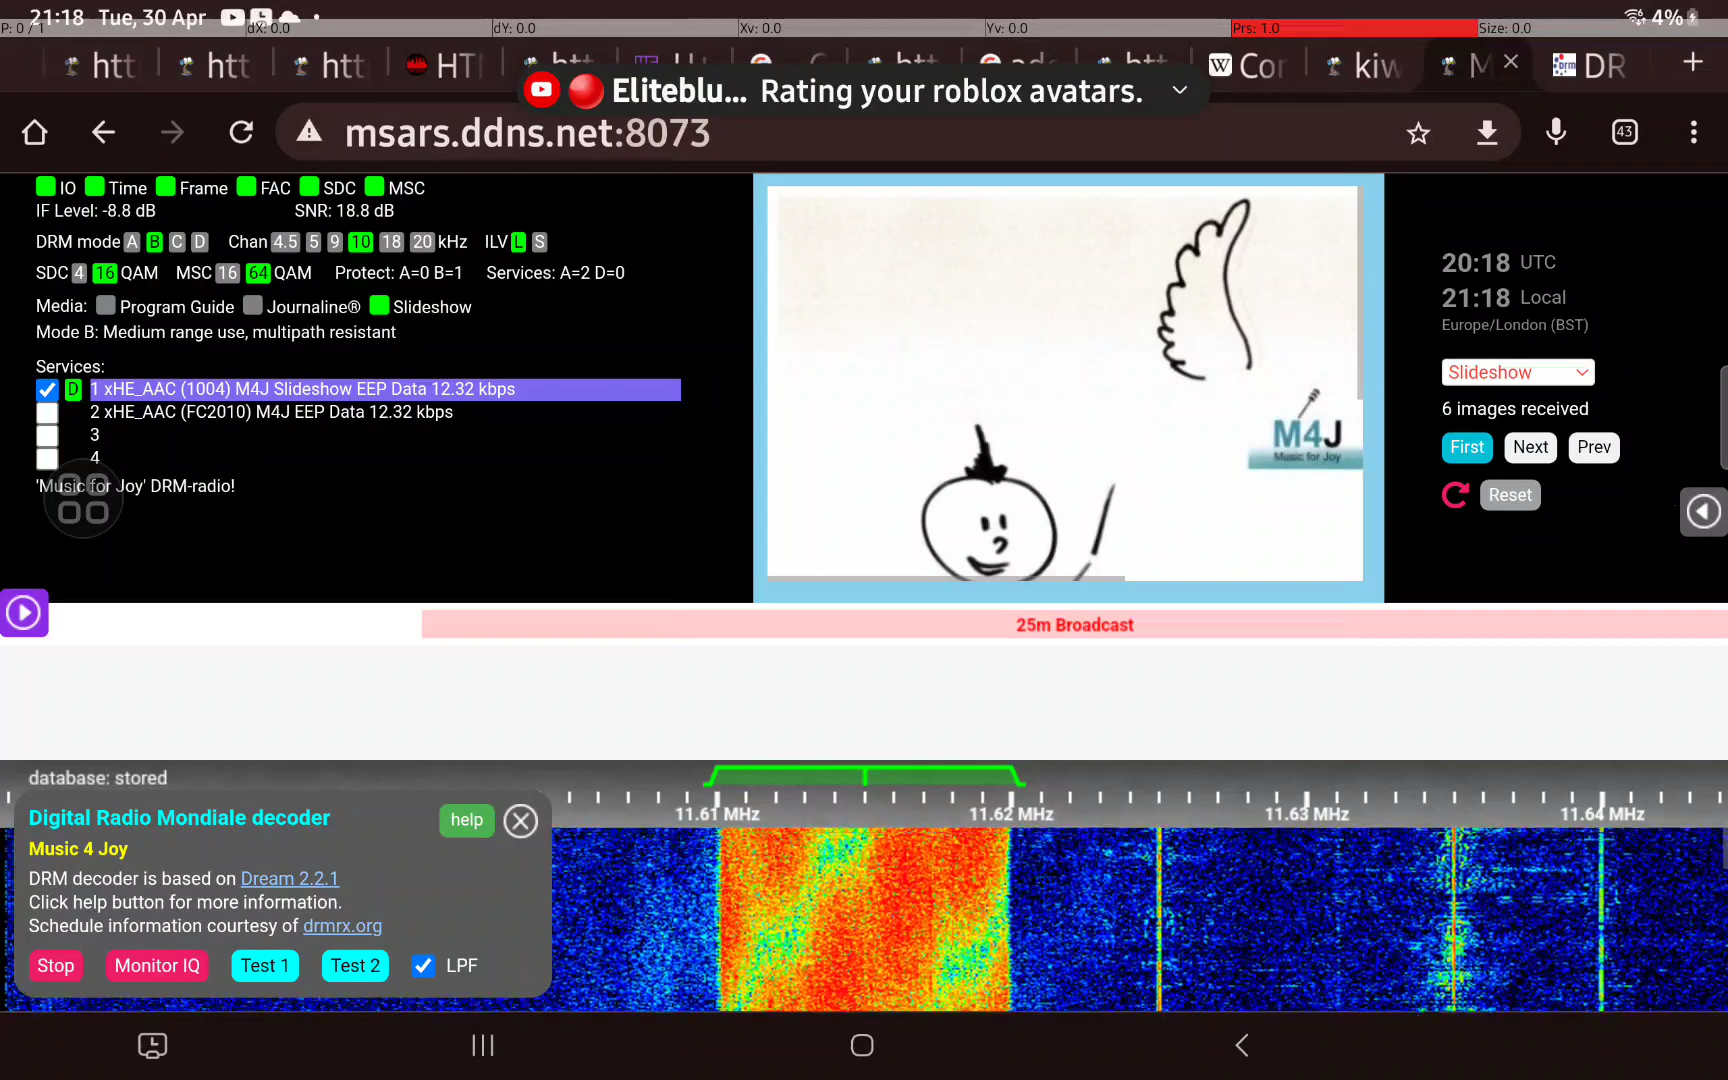 21:18 Tue, 30 Apr
4%
P: 0 / 1 dX: 0.0 dY: 0.0 Xv: 0.0 Yv: 0.0 Prs: 1.0 Size: 0.0
htt htt htt HTI Cor kiw M DR
Eliteblu... Rating your roblox avatars.
msars.ddns.net:8073
43
IO Time Frame FAC SDC MSC
IF Level: -8.8 dB SNR: 18.8 dB
DRM mode A B C D Chan 4.5 5 9 10 18 20 kHz ILV L S
SDC 4 16 QAM MSC 16 64 QAM Protect: A=0 B=1 Services: A=2 D=0
Media: Program Guide Journaline® Slideshow
Mode B: Medium range use, multipath resistant
Services:
D 1 xHE_AAC (1004) M4J Slideshow EEP Data 12.32 kbps
2 xHE_AAC (FC2010) M4J EEP Data 12.32 kbps
3
4
'Music for Joy' DRM-radio!
M4J
Music for Joy
20:18 UTC
21:18 Local
Europe/London (BST)
Slideshow
6 images received
First Next Prev
Reset
25m Broadcast
database: stored
11.61 MHz 11.62 MHz 11.63 MHz 11.64 MHz
Digital Radio Mondiale decoder
help
Music 4 Joy
DRM decoder is based on Dream 2.2.1
Click help button for more information.
Schedule information courtesy of drmrx.org
Stop Monitor IQ Test 1 Test 2 LPF